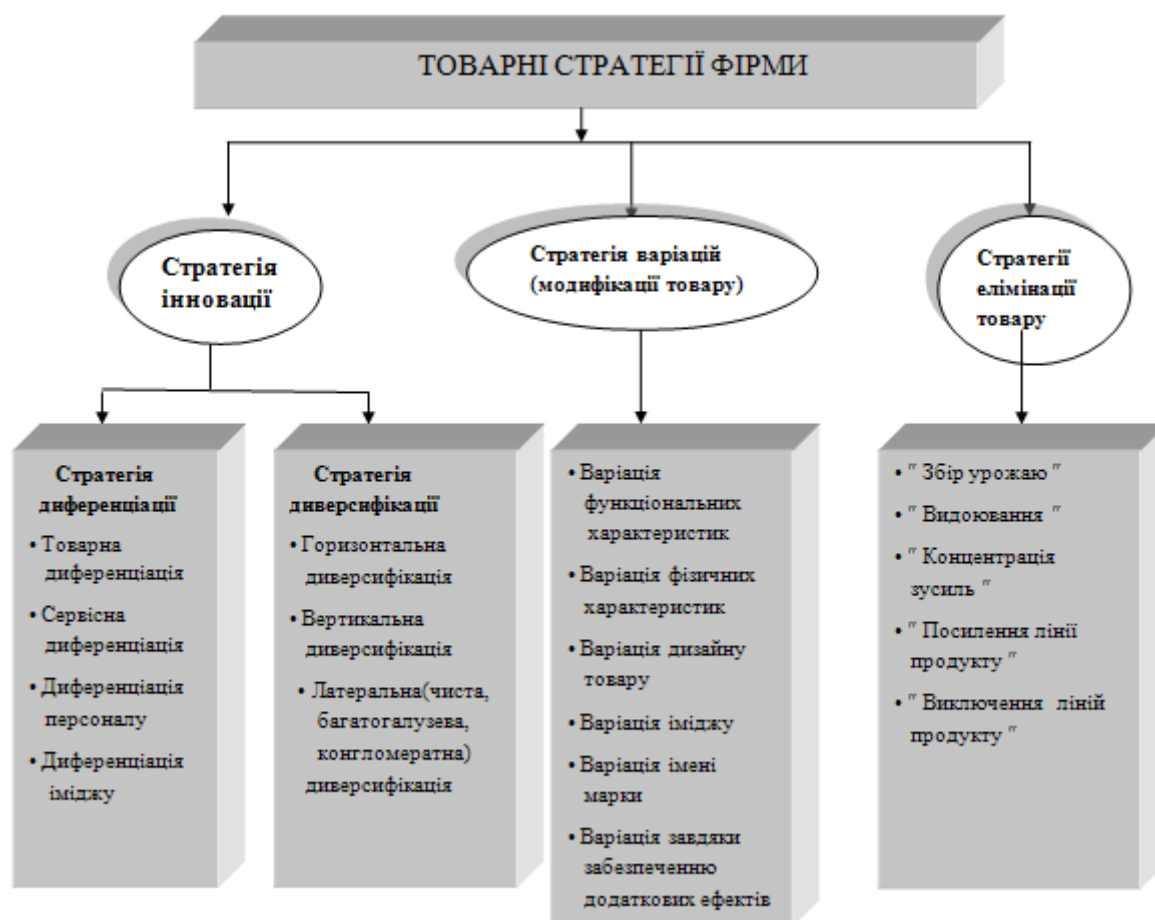 ТОВАРНІ СТРАТЕГІЇ ФІРМИ
Стратегія
інновації
Стратегія варіацій
(модифікації товару)
Стратегії
елімінації
товару
Стратегія
диференціації
• Товарна
диференціація
• Сервісна
диференціація
• Диференціація
персоналу
• Диференціація
іміджу
Стратегія
диверсифікації
• Горизонтальна
диверсифікація
• Вертикальна
диверсифікація
• Латеральна(чиста,
багатогалузева,
конгломератна)
диверсифікація
• Варіація
функціональних
характеристик
• Варіація фізичних
характеристик
• Варіація дизайну
товару
• Варіація іміджу
• Варіація імені
марки
• Варіація завдяки
забезпеченню
додаткових ефектів
• " Збір урожаю "
• " Видоювання "
• " Концентрація
зусиль "
• " Посилення лінії
продукту "
• " Виключення ліній
продукту "